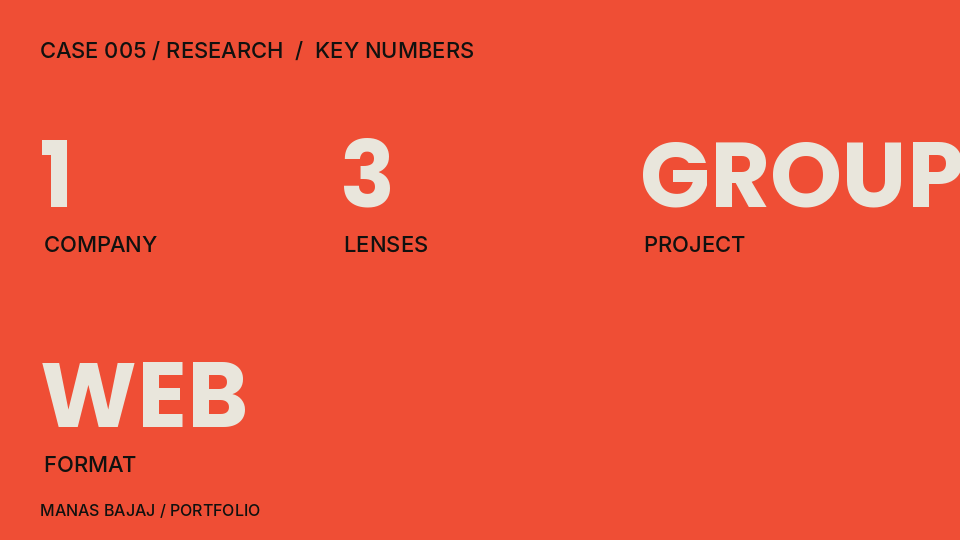 CASE 005 / RESEARCH / KEY NUMBERS
1
3
GROUP
COMPANY
LENSES
PROJECT
WEB
FORMAT
MANAS BAJAJ / PORTFOLIO